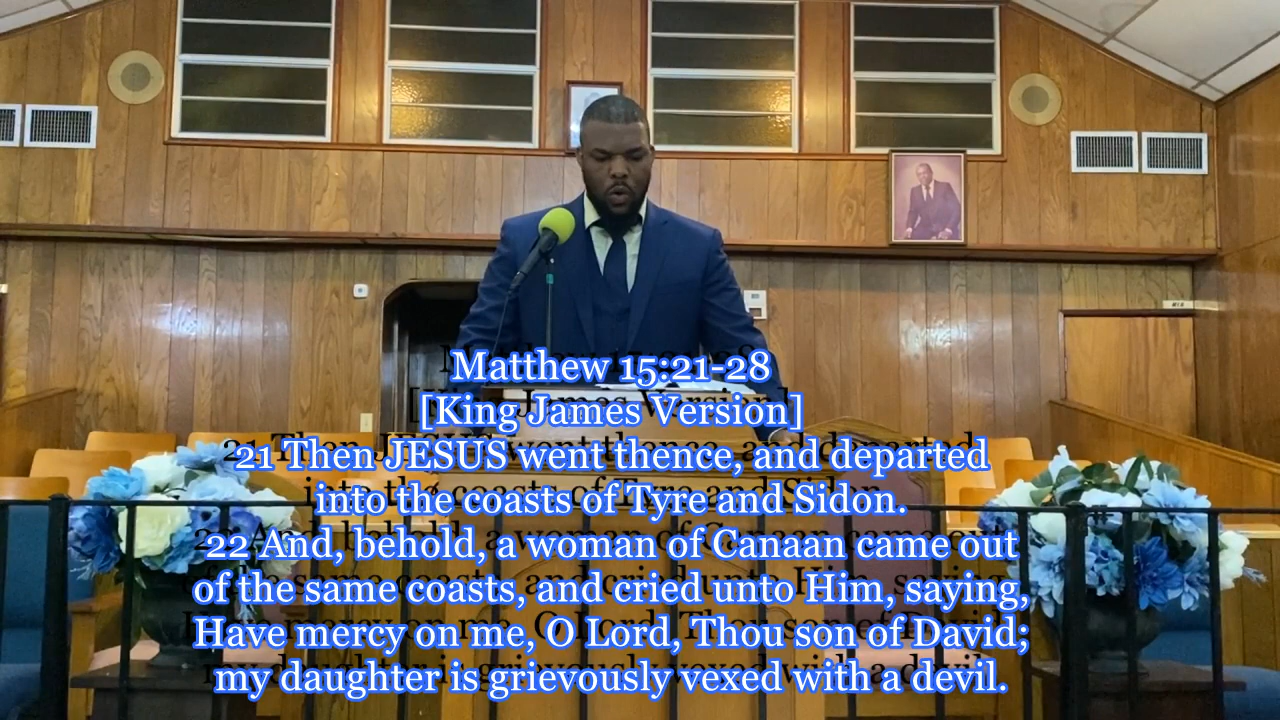 Matthew 15:21-28
[King James Version]
21 Then JESUS went thence, and departed
into the coasts of Tyre and Sidon.
22 And, behold, a woman of Canaan came out
of the same coasts, and cried unto Him, saying,
Have mercy on me, O Lord, Thou son of David;
my daughter is grievously vexed with a devil.